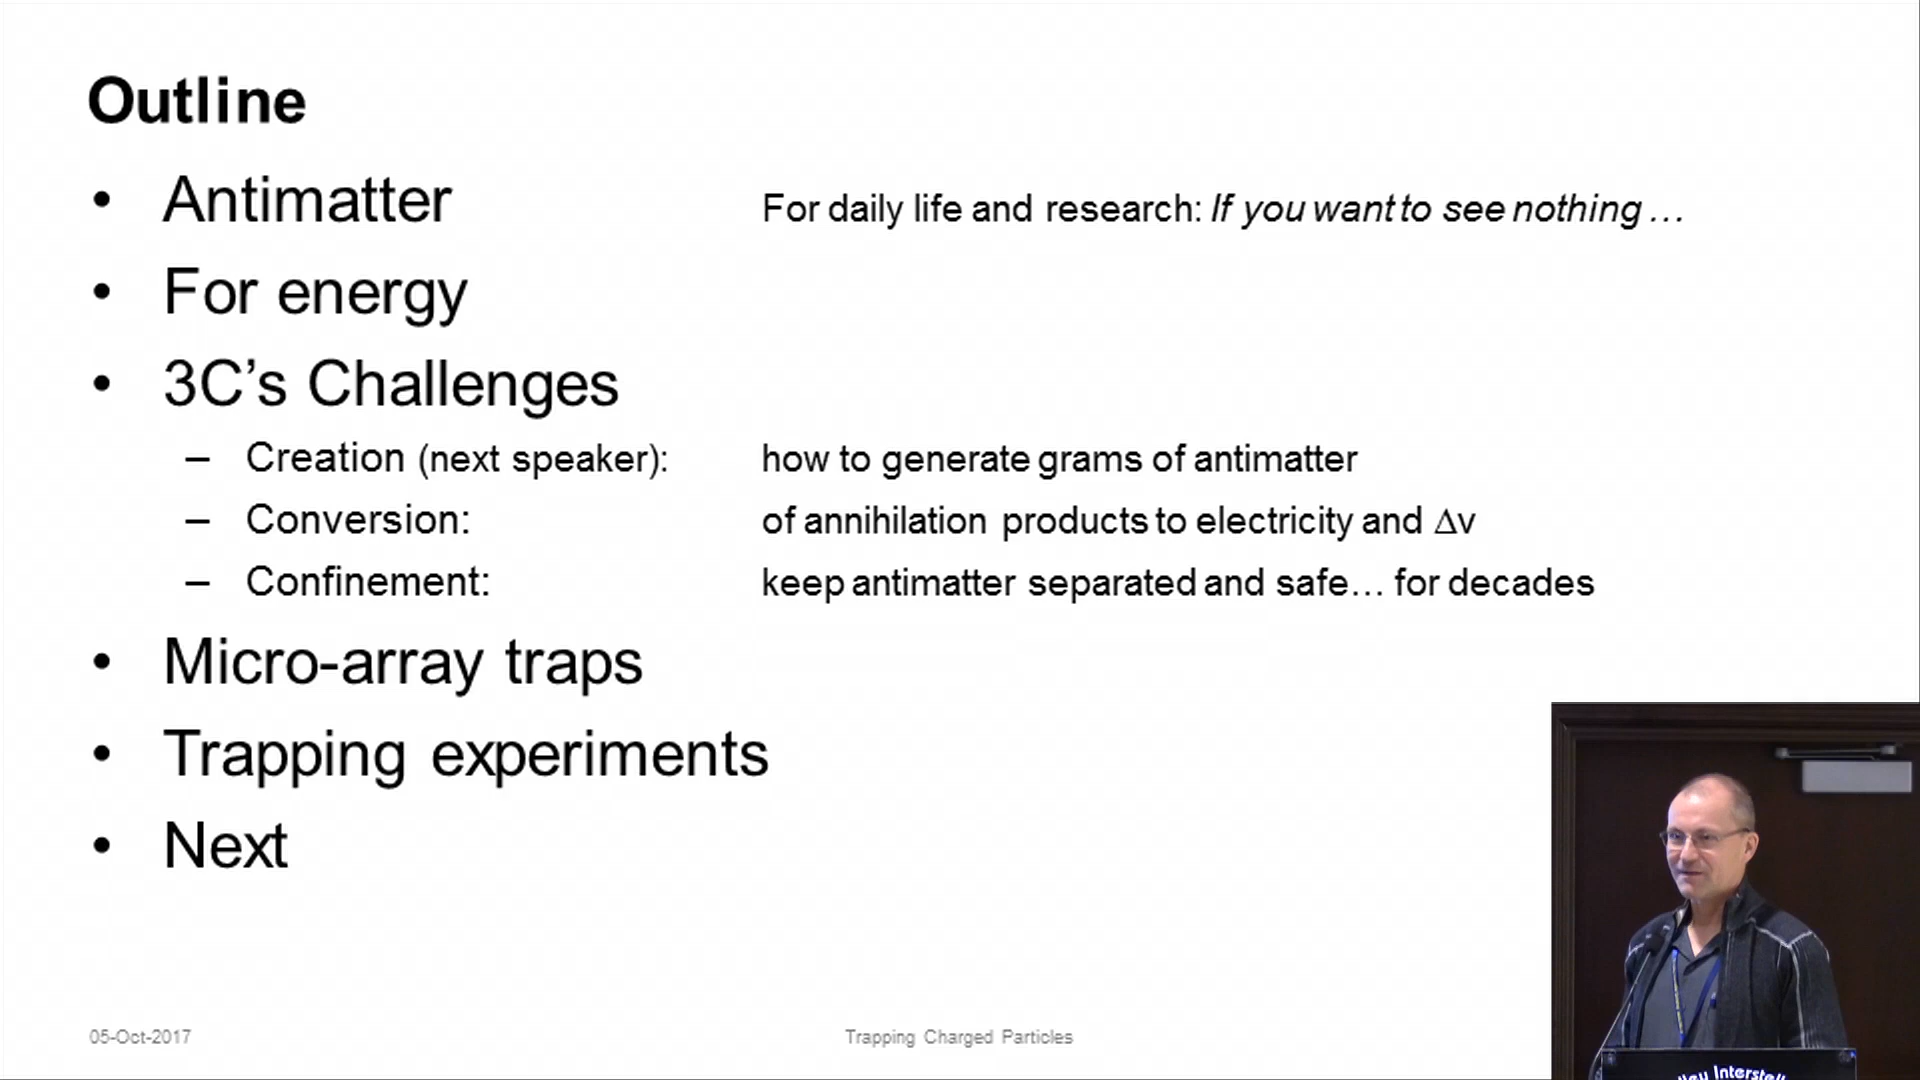 Outline
• Antimatter For daily life and research: If you want to see nothing …
• For energy
• 3C’s Challenges
– Creation (next speaker): how to generate grams of antimatter
– Conversion: of annihilation products to electricity and Δv
– Confinement: keep antimatter separated and safe… for decades
• Micro-array traps
• Trapping experiments
• Next
05-Oct-2017 Trapping Charged Particles